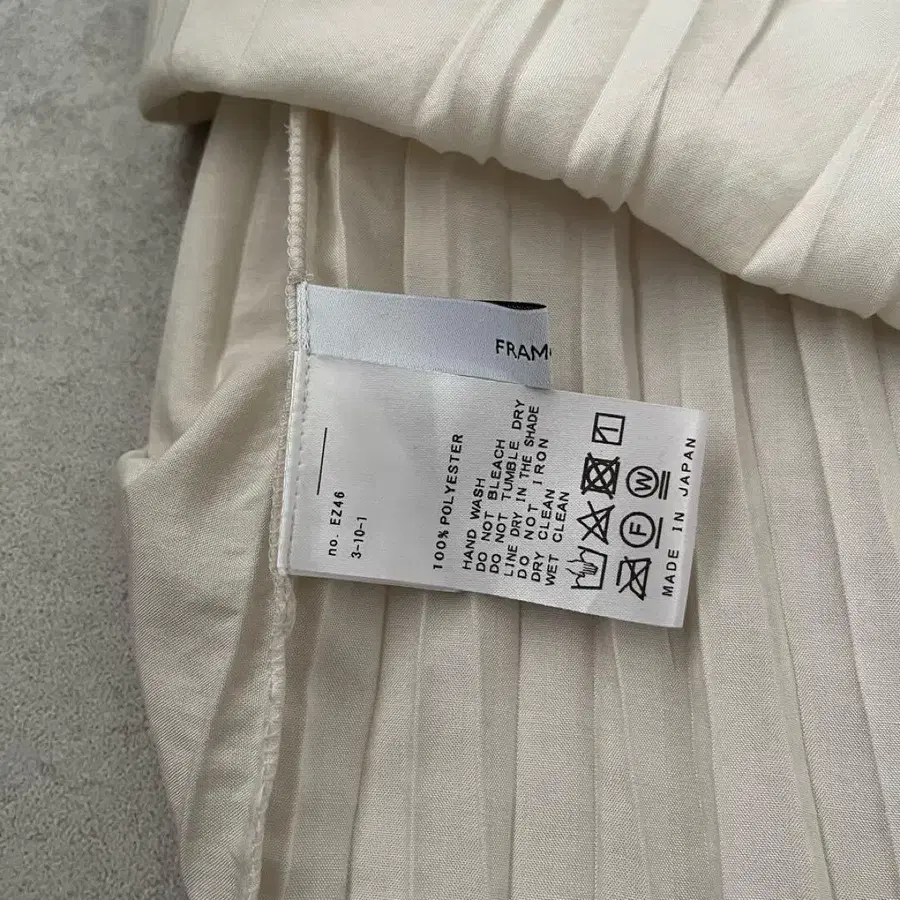 FRAM
no. EZ46
3-10-1
100% POLYESTER
HAND WASH
DO NOT BLEACH
DO NOT TUMBLE DRY
LINE DRY IN THE SHADE
DO NOT IRON
DRY CLEAN
WET CLEAN
F
W
MADE IN JAPAN